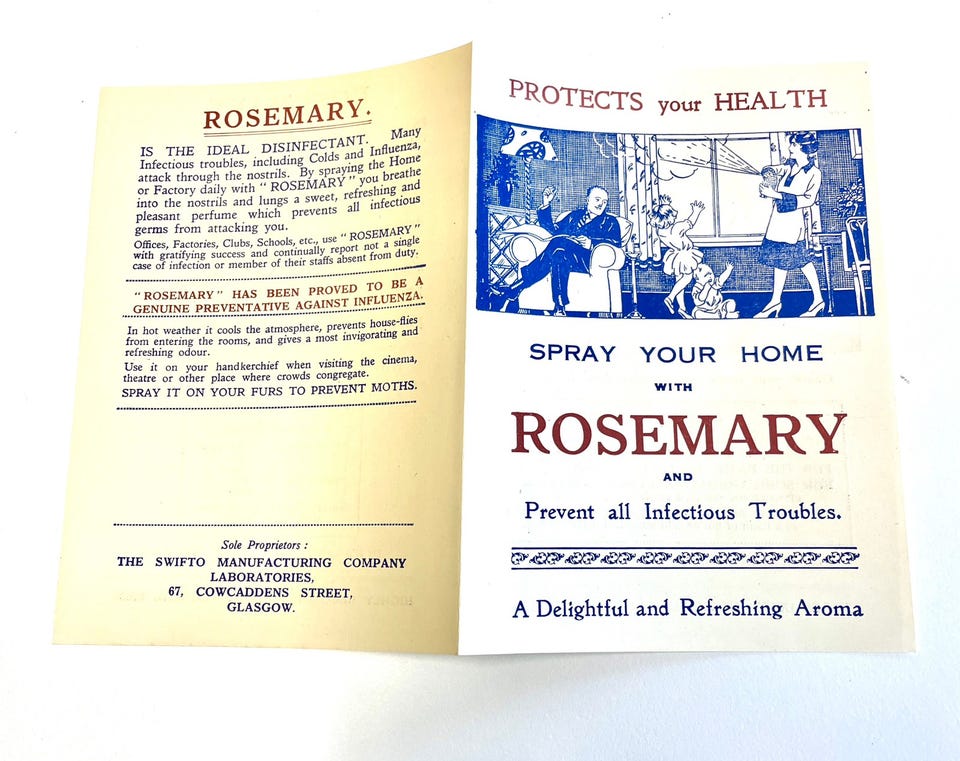 ROSEMARY.
IS THE IDEAL DISINFECTANT. Many
Infectious troubles, including Colds and Influenza,
attack through the nostrils. By spraying the Home
or Factory daily with "ROSEMARY" you breathe
into the nostrils and lungs a sweet, refreshing and
pleasant perfume which prevents all infectious
germs from attacking you.
Offices, Factories, Clubs, Schools, etc., use "ROSEMARY"
with gratifying success and continually report not a single
case of infection or member of their staffs absent from duty.
"ROSEMARY" HAS BEEN PROVED TO BE A
GENUINE PREVENTATIVE AGAINST INFLUENZA.
In hot weather it cools the atmosphere, prevents house-flies
from entering the rooms, and gives a most invigorating and
refreshing odour.
Use it on your handkerchief when visiting the cinema,
theatre or other place where crowds congregate.
SPRAY IT ON YOUR FURS TO PREVENT MOTHS.
Sole Proprietors :
THE SWIFTO MANUFACTURING COMPANY
LABORATORIES,
67, COWCADDENS STREET,
GLASGOW.
PROTECTS your HEALTH
SPRAY YOUR HOME
WITH
ROSEMARY
AND
Prevent all Infectious Troubles.
A Delightful and Refreshing Aroma